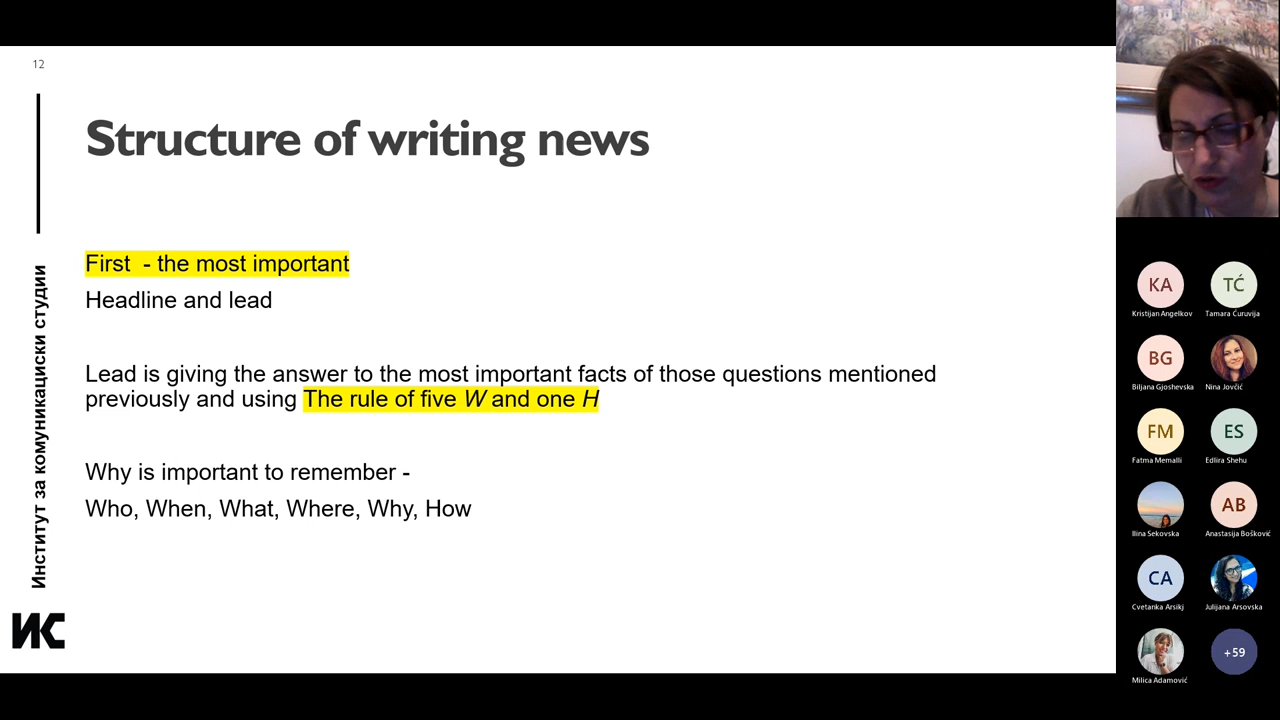 12
Structure of writing news
First - the most important
Headline and lead
Lead is giving the answer to the most important facts of those questions mentioned
previously and using The rule of five W and one H
Why is important to remember -
Who, When, What, Where, Why, How
Институт за комуникациски студии
ИС
KA
TĆ
Kristijan Angelkov
Tamara Ćuruvija
BG
Biljana Gjoshevska
Nina Jovčić
FM
ES
Fatma Memalli
Edlira Shehu
AB
Ilina Sekovska
Anastasija Bošković
CA
Cvetanka Arsikj
Julijana Arsovska
+59
Milica Adamović